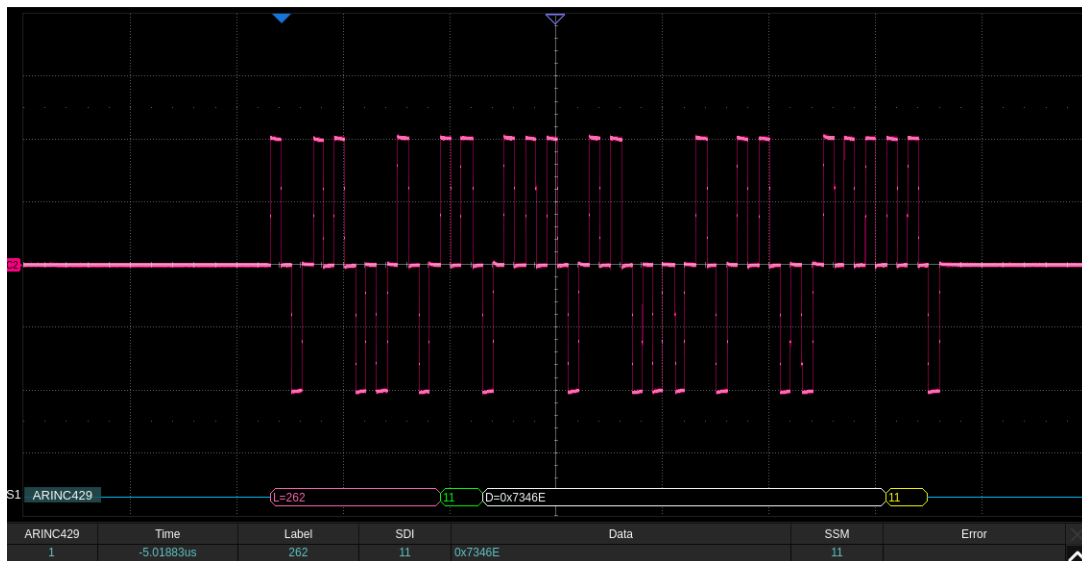 C2
S1 ARINC429 L=262 11 D=0x7346E 11
ARINC429 Time Label SDI Data SSM Error
1 -5.01883us 262 11 0x7346E 11